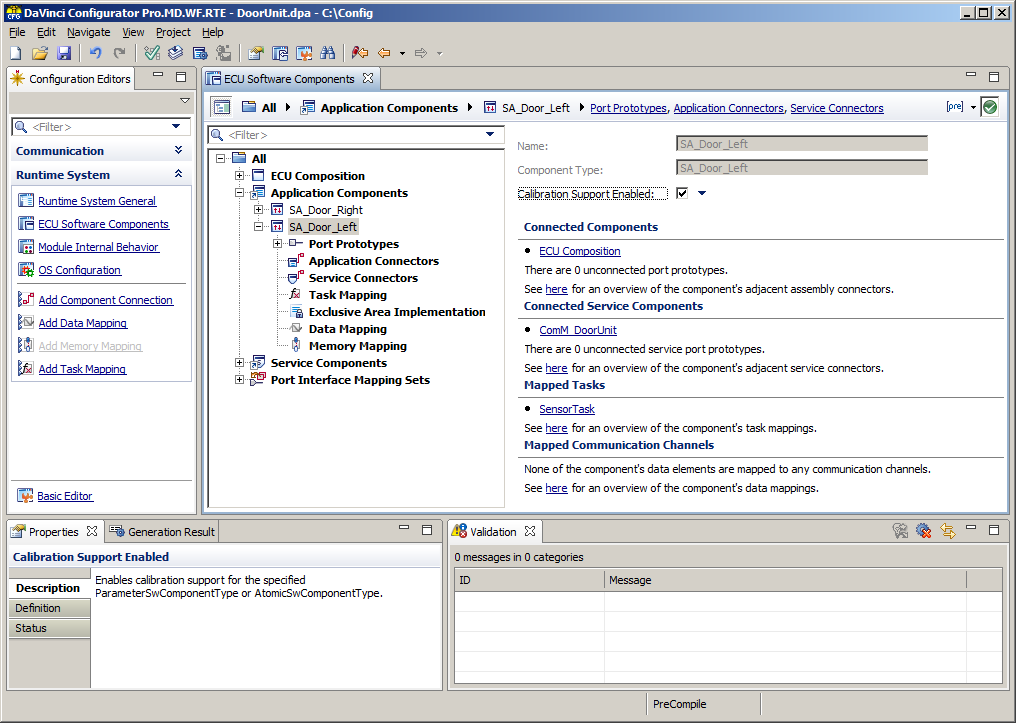 DaVinci Configurator Pro.MD.WF.RTE - DoorUnit.dpa - C:\Config
File Edit Navigate View Project Help
Configuration Editors
<Filter>
Communication
Runtime System
Runtime System General
ECU Software Components
Module Internal Behavior
OS Configuration
Add Component Connection
Add Data Mapping
Add Memory Mapping
Add Task Mapping
Basic Editor
ECU Software Components
All Application Components SA_Door_Left Port Prototypes, Application Connectors, Service Connectors
[pre]
<Filter>
All
ECU Composition
Application Components
SA_Door_Right
SA_Door_Left
Port Prototypes
Application Connectors
Service Connectors
Task Mapping
Exclusive Area Implementation
Data Mapping
Memory Mapping
Service Components
Port Interface Mapping Sets
Name: SA_Door_Left
Component Type: SA_Door_Left
Calibration Support Enabled:
Connected Components
ECU Composition
There are 0 unconnected port prototypes.
See here for an overview of the component's adjacent assembly connectors.
Connected Service Components
ComM_DoorUnit
There are 0 unconnected service port prototypes.
See here for an overview of the component's adjacent service connectors.
Mapped Tasks
SensorTask
See here for an overview of the component's task mappings.
Mapped Communication Channels
None of the component's data elements are mapped to any communication channels.
See here for an overview of the component's data mappings.
Properties Generation Result
Calibration Support Enabled
Description
Definition
Status
Enables calibration support for the specified
ParameterSwComponentType or AtomicSwComponentType.
Validation
0 messages in 0 categories
ID Message
PreCompile